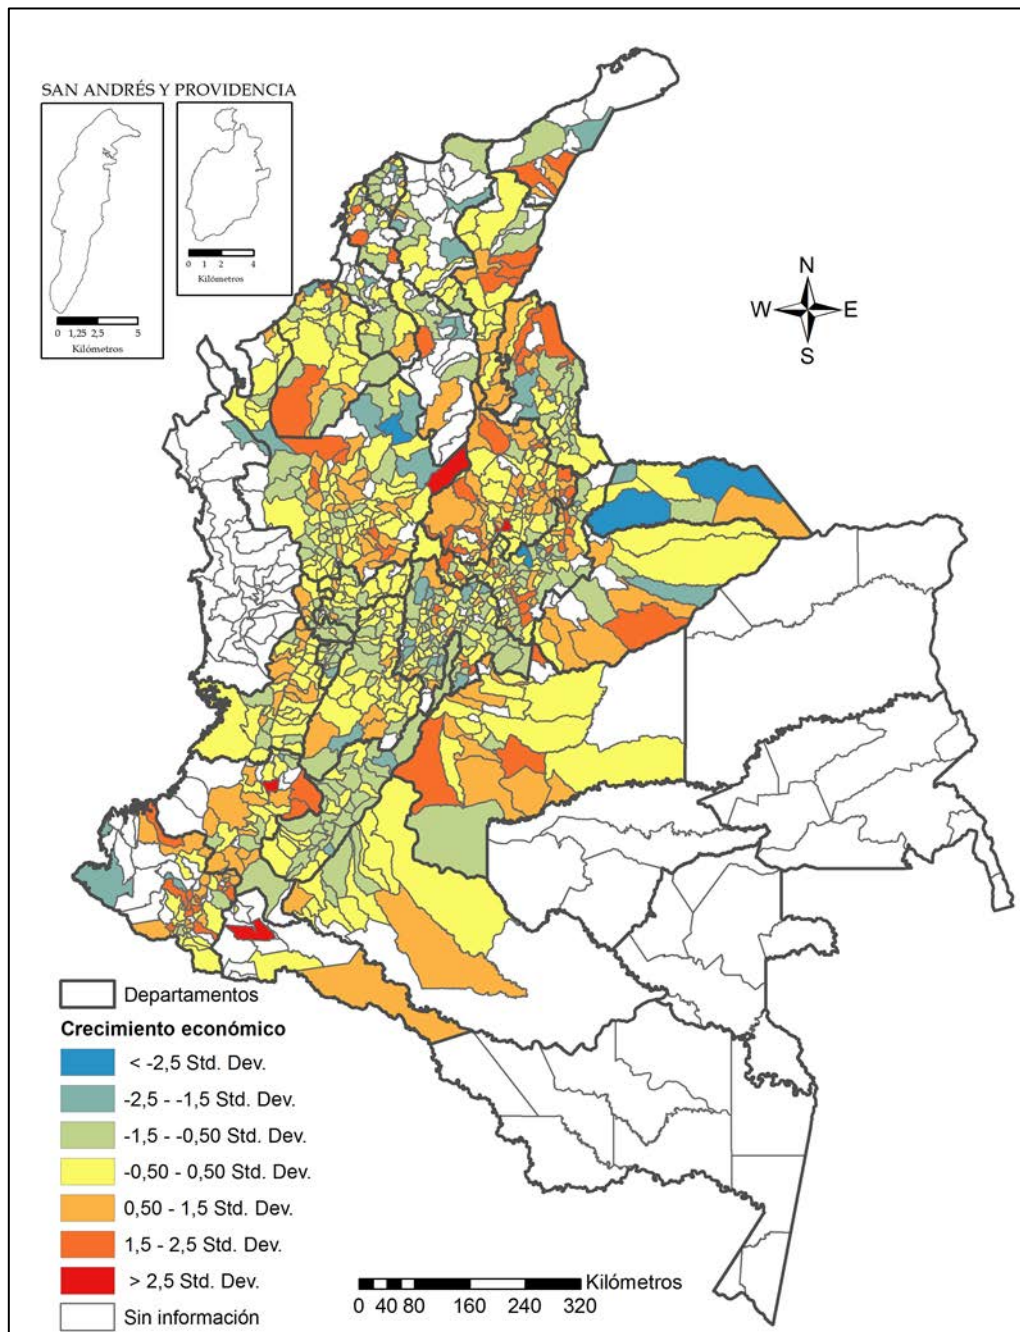 SAN ANDRÉS Y PROVIDENCIA
0 1,25 2,5 5
Kilómetros
0 1 2 4
Kilómetros
N
W E
S
Departamentos
Crecimiento económico
< -2,5 Std. Dev.
-2,5 - -1,5 Std. Dev.
-1,5 - -0,50 Std. Dev.
-0,50 - 0,50 Std. Dev.
0,50 - 1,5 Std. Dev.
1,5 - 2,5 Std. Dev.
> 2,5 Std. Dev.
Sin información
Kilómetros
0 40 80 160 240 320